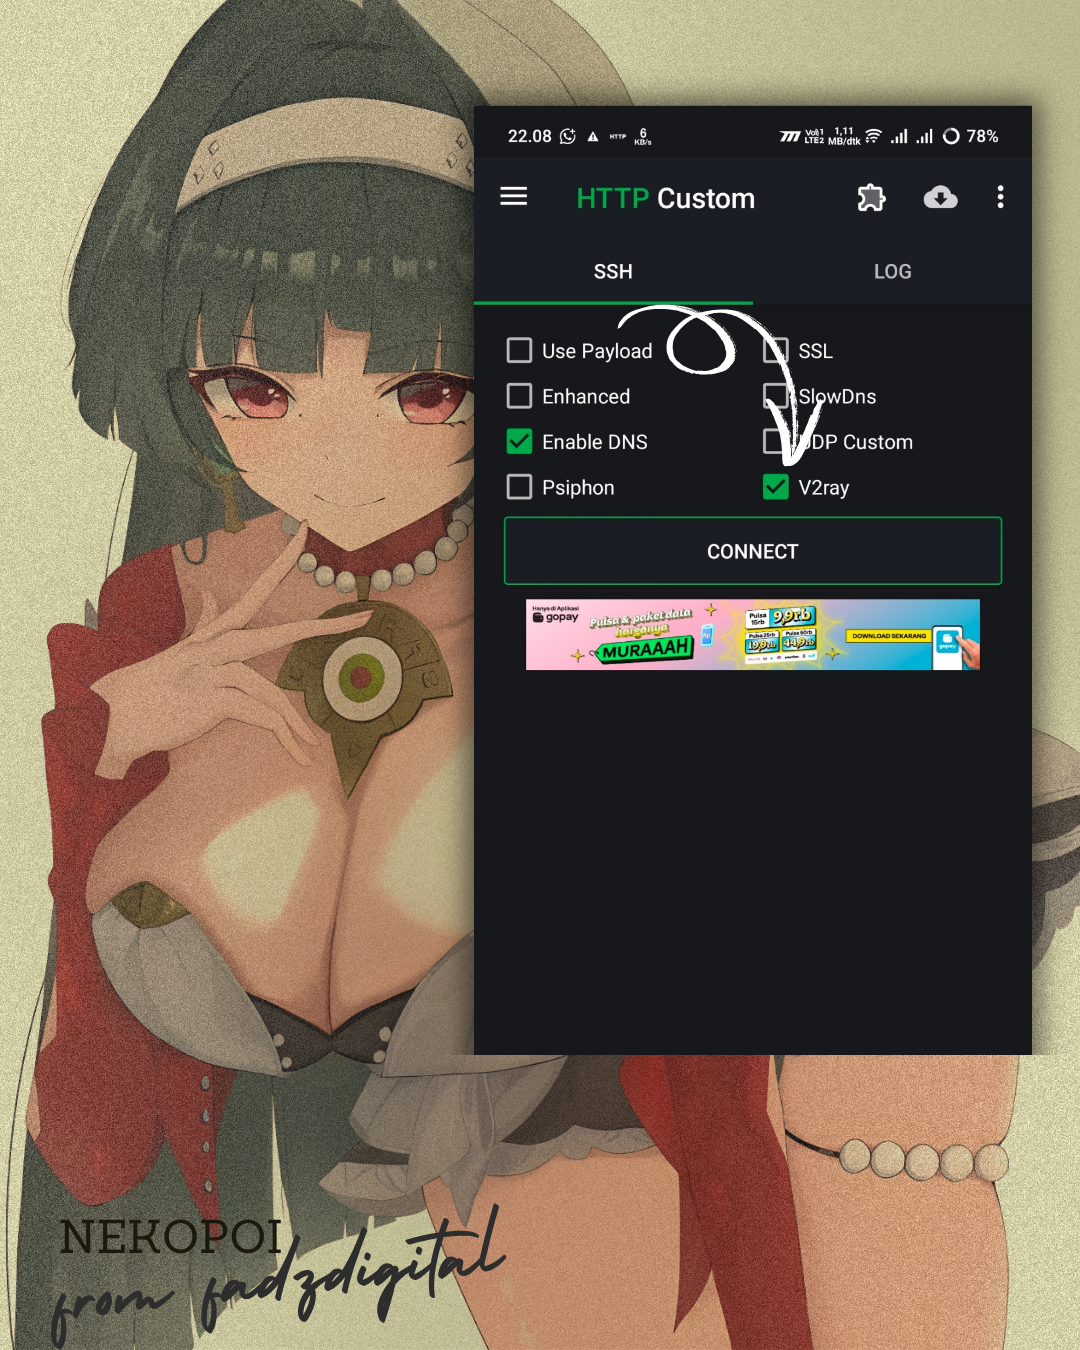 22.08 HTTP 6 KB/s Vo)) 1 LTE2 1,11 MB/dtk 78%
HTTP Custom
SSH LOG
Use Payload SSL
Enhanced SlowDns
Enable DNS UDP Custom
Psiphon V2ray
CONNECT
Hanya di Aplikasi
gopay
Pulsa & paket data
harganya
MURAAAH
Rp
Pulsa 15rb 9,9rb
Pulsa 25rb 19,9rb Pulsa 50rb 44,9rb
DOWNLOAD SEKARANG
gopay
NEKOPOI
from fadzdigital